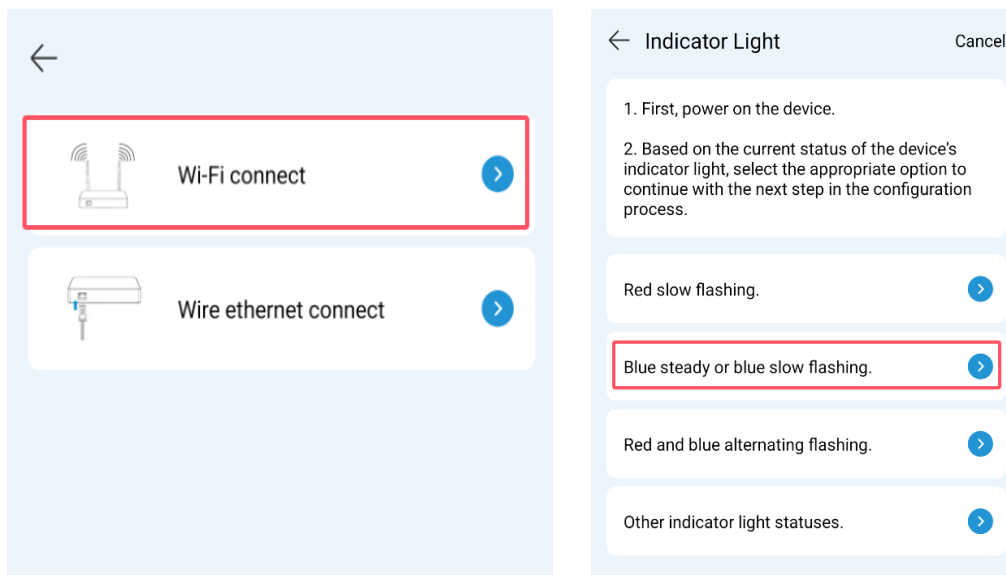 Wi-Fi connect
Wire ethernet connect
Indicator Light
Cancel
1. First, power on the device.
2. Based on the current status of the device's
indicator light, select the appropriate option to
continue with the next step in the configuration
process.
Red slow flashing.
Blue steady or blue slow flashing.
Red and blue alternating flashing.
Other indicator light statuses.